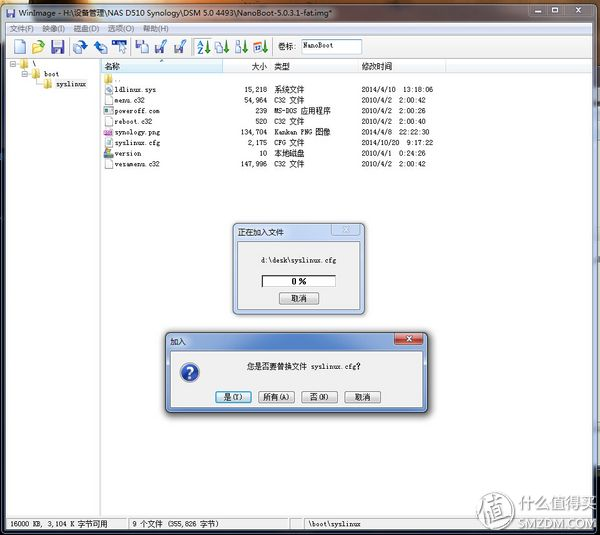 WinImage - H:\设备管理\NAS D510 Synology\DSM 5.0 4493\NanoBoot-5.0.3.1-fat.img*
文件(F) 映像(I) 磁盘(D) 选项(O) 帮助(H)
卷标: NanoBoot
\
boot
syslinux
名称 大小 类型 修改时间
..
ldlinux.sys 15,218 系统文件 2014/4/10 13:18:06
menu.c32 54,964 C32 文件 2010/4/2 2:00:42
poweroff.com 239 MS-DOS 应用程序 2010/4/2 2:00:26
reboot.c32 520 C32 文件 2010/4/2 2:00:40
synology.png 134,704 Kankan PNG 图像 2014/4/8 22:22:30
syslinux.cfg 2,175 CFG 文件 2014/10/20 9:17:22
version 10 本地磁盘 2010/4/1 0:24:26
vesamenu.c32 147,996 C32 文件 2010/4/2 2:00:42
正在加入文件
d:\desk\syslinux.cfg
0 %
取消
加入
您是否要替换文件 syslinux.cfg?
是(Y) 所有(A) 否(N) 取消
16000 KB, 3,104 K 字节可用 9 个文件 (355,826 字节) \boot\syslinux
值 什么值得买
SMZDM.COM